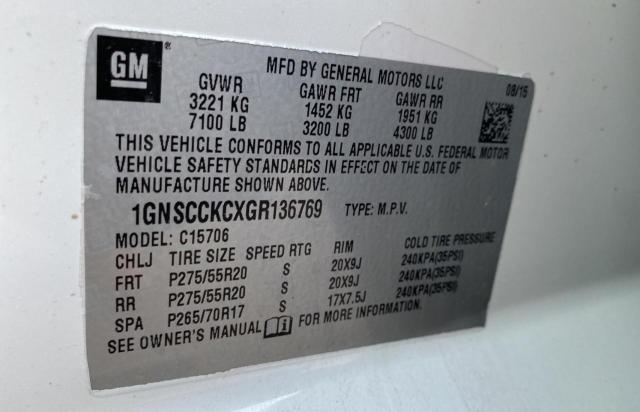 GM
®
MFD BY GENERAL MOTORS LLC
08/15
GVWR GAWR FRT GAWR RR
3221 KG 1452 KG 1951 KG
7100 LB 3200 LB 4300 LB
THIS VEHICLE CONFORMS TO ALL APPLICABLE U.S. FEDERAL MOTOR
VEHICLE SAFETY STANDARDS IN EFFECT ON THE DATE OF
MANUFACTURE SHOWN ABOVE.
1GNSCCKCXGR136769 TYPE: M.P.V.
MODEL: C15706
CHLJ TIRE SIZE SPEED RTG RIM COLD TIRE PRESSURE
FRT P275/55R20 S 20X9J 240KPA(35PSI)
RR P275/55R20 S 20X9J 240KPA(35PSI)
SPA P265/70R17 S 17X7.5J 240KPA(35PSI)
SEE OWNER'S MANUAL i FOR MORE INFORMATION.